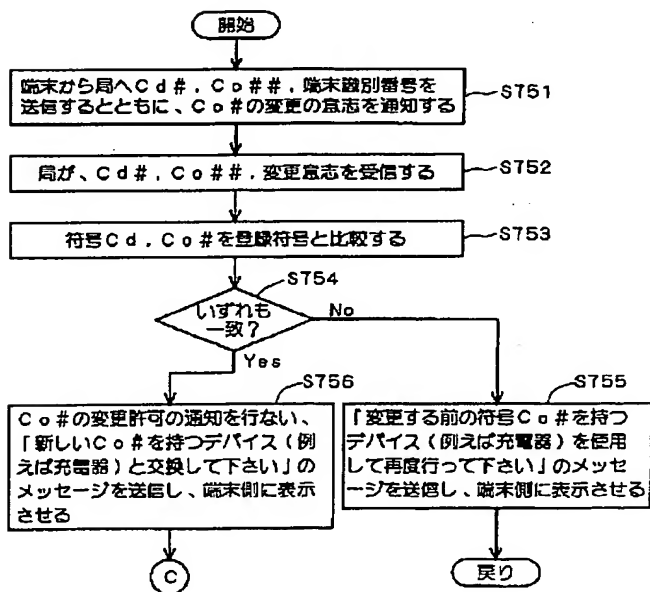 開始
端末から局へCd#,Co##,端末識別番号を
送信するとともに、Co#の変更の意志を通知する
S751
局が、Cd#,Co##,変更意志を受信する
S752
符号Cd,Co#を登録符号と比較する
S753
S754
いずれも
一致?
No
Yes
S756
Co#の変更許可の通知を行ない、
「新しいCo#を持つデバイス(例
えば充電器)と交換して下さい」の
メッセージを送信し、端末側に表示
させる
S755
「変更する前の符号Co#を持つ
デバイス(例えば充電器)を使用
して再度行って下さい」のメッセ
ージを送信し、端末側に表示させる
C
戻り